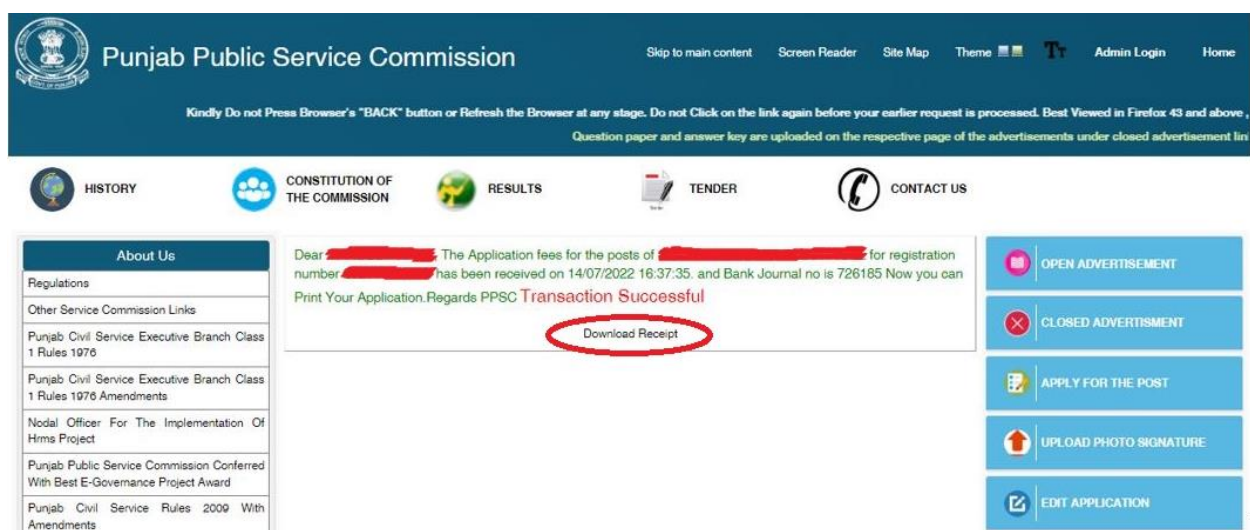 Punjab Public Service Commission
Skip to main content Screen Reader Site Map Theme Tт Admin Login Home
Kindly Do not Press Browser's "BACK" button or Refresh the Browser at any stage. Do not Click on the link again before your earlier request is processed. Best Viewed in Firefox 43 and above ,
Question paper and answer key are uploaded on the respective page of the advertisements under closed advertisement lin
HISTORY
CONSTITUTION OF
THE COMMISSION
RESULTS
TENDER
CONTACT US
About Us
Regulations
Other Service Commission Links
Punjab Civil Service Executive Branch Class
1 Rules 1976
Punjab Civil Service Executive Branch Class
1 Rules 1976 Amendments
Nodal Officer For The Implementation Of
Hrms Project
Punjab Public Service Commission Conferred
With Best E-Governance Project Award
Punjab Civil Service Rules 2009 With
Amendments
Dear , The Application fees for the posts of for registration
number has been received on 14/07/2022 16:37:35. and Bank Journal no is 726185 Now you can
Print Your Application.Regards PPSC Transaction Successful
Download Receipt
OPEN ADVERTISEMENT
CLOSED ADVERTISMENT
APPLY FOR THE POST
UPLOAD PHOTO SIGNATURE
EDIT APPLICATION